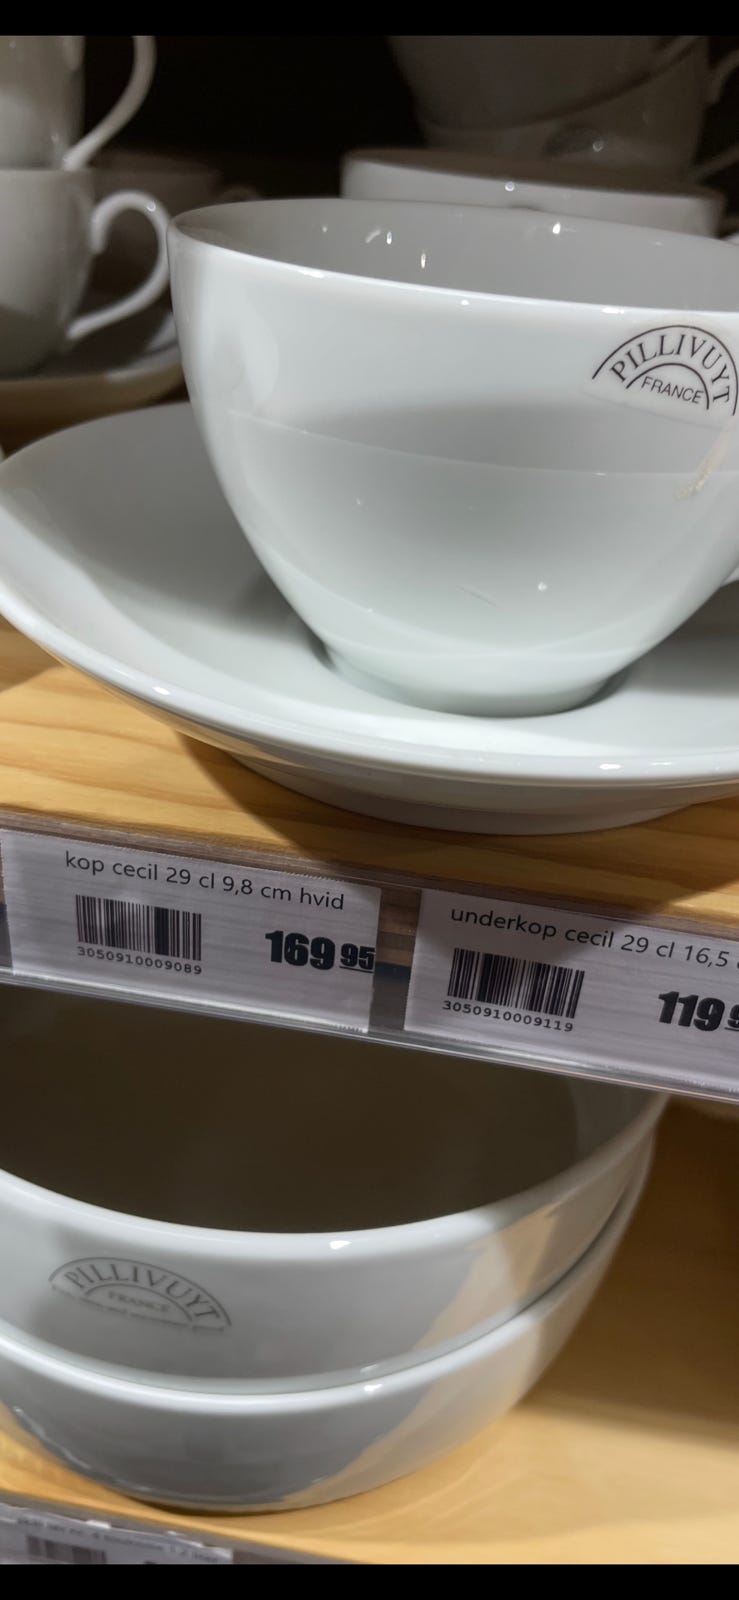 PILLIVUYT
FRANCE
kop cecil 29 cl 9,8 cm hvid
3050910009089
169 95
underkop cecil 29 cl 16,5
3050910009119
119 9
PILLIVUYT
FRANCE